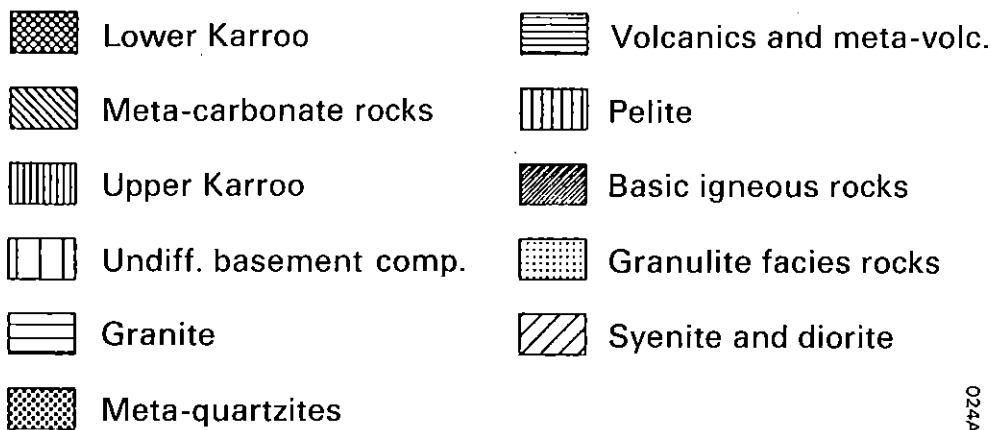 Lower Karroo
Meta-carbonate rocks
Upper Karroo
Undiff. basement comp.
Granite
Meta-quartzites
Volcanics and meta-volc.
Pelite
Basic igneous rocks
Granulite facies rocks
Syenite and diorite
024A